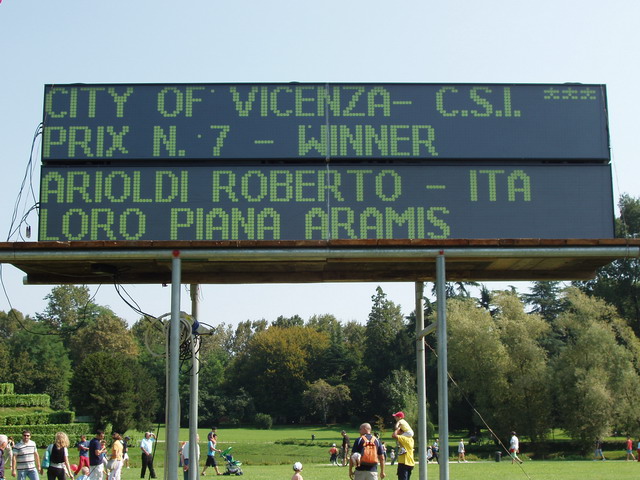 CITY OF VICENZA- C.S.I. ***
PRIX N. 7 - WINNER
ARIOLDI ROBERTO - ITA
LORO PIANA ARAMIS